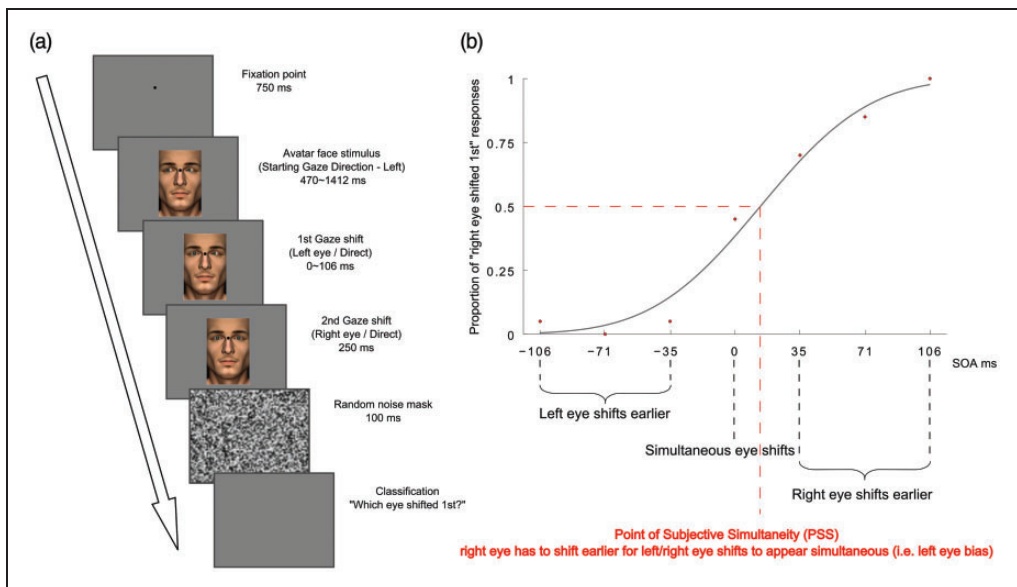 (a)
Fixation point
750 ms
Avatar face stimulus
(Starting Gaze Direction - Left)
470~1412 ms
1st Gaze shift
(Left eye / Direct)
0~106 ms
2nd Gaze shift
(Right eye / Direct)
250 ms
Random noise mask
100 ms
Classification
"Which eye shifted 1st?"
(b)
Proportion of "right eye shifted 1st" responses
1
0.75
0.5
0.25
0
−106 −71 −35 0 35 71 106
SOA ms
Left eye shifts earlier
Simultaneous eye shifts
Right eye shifts earlier
Point of Subjective Simultaneity (PSS)
right eye has to shift earlier for left/right eye shifts to appear simultaneous (i.e. left eye bias)